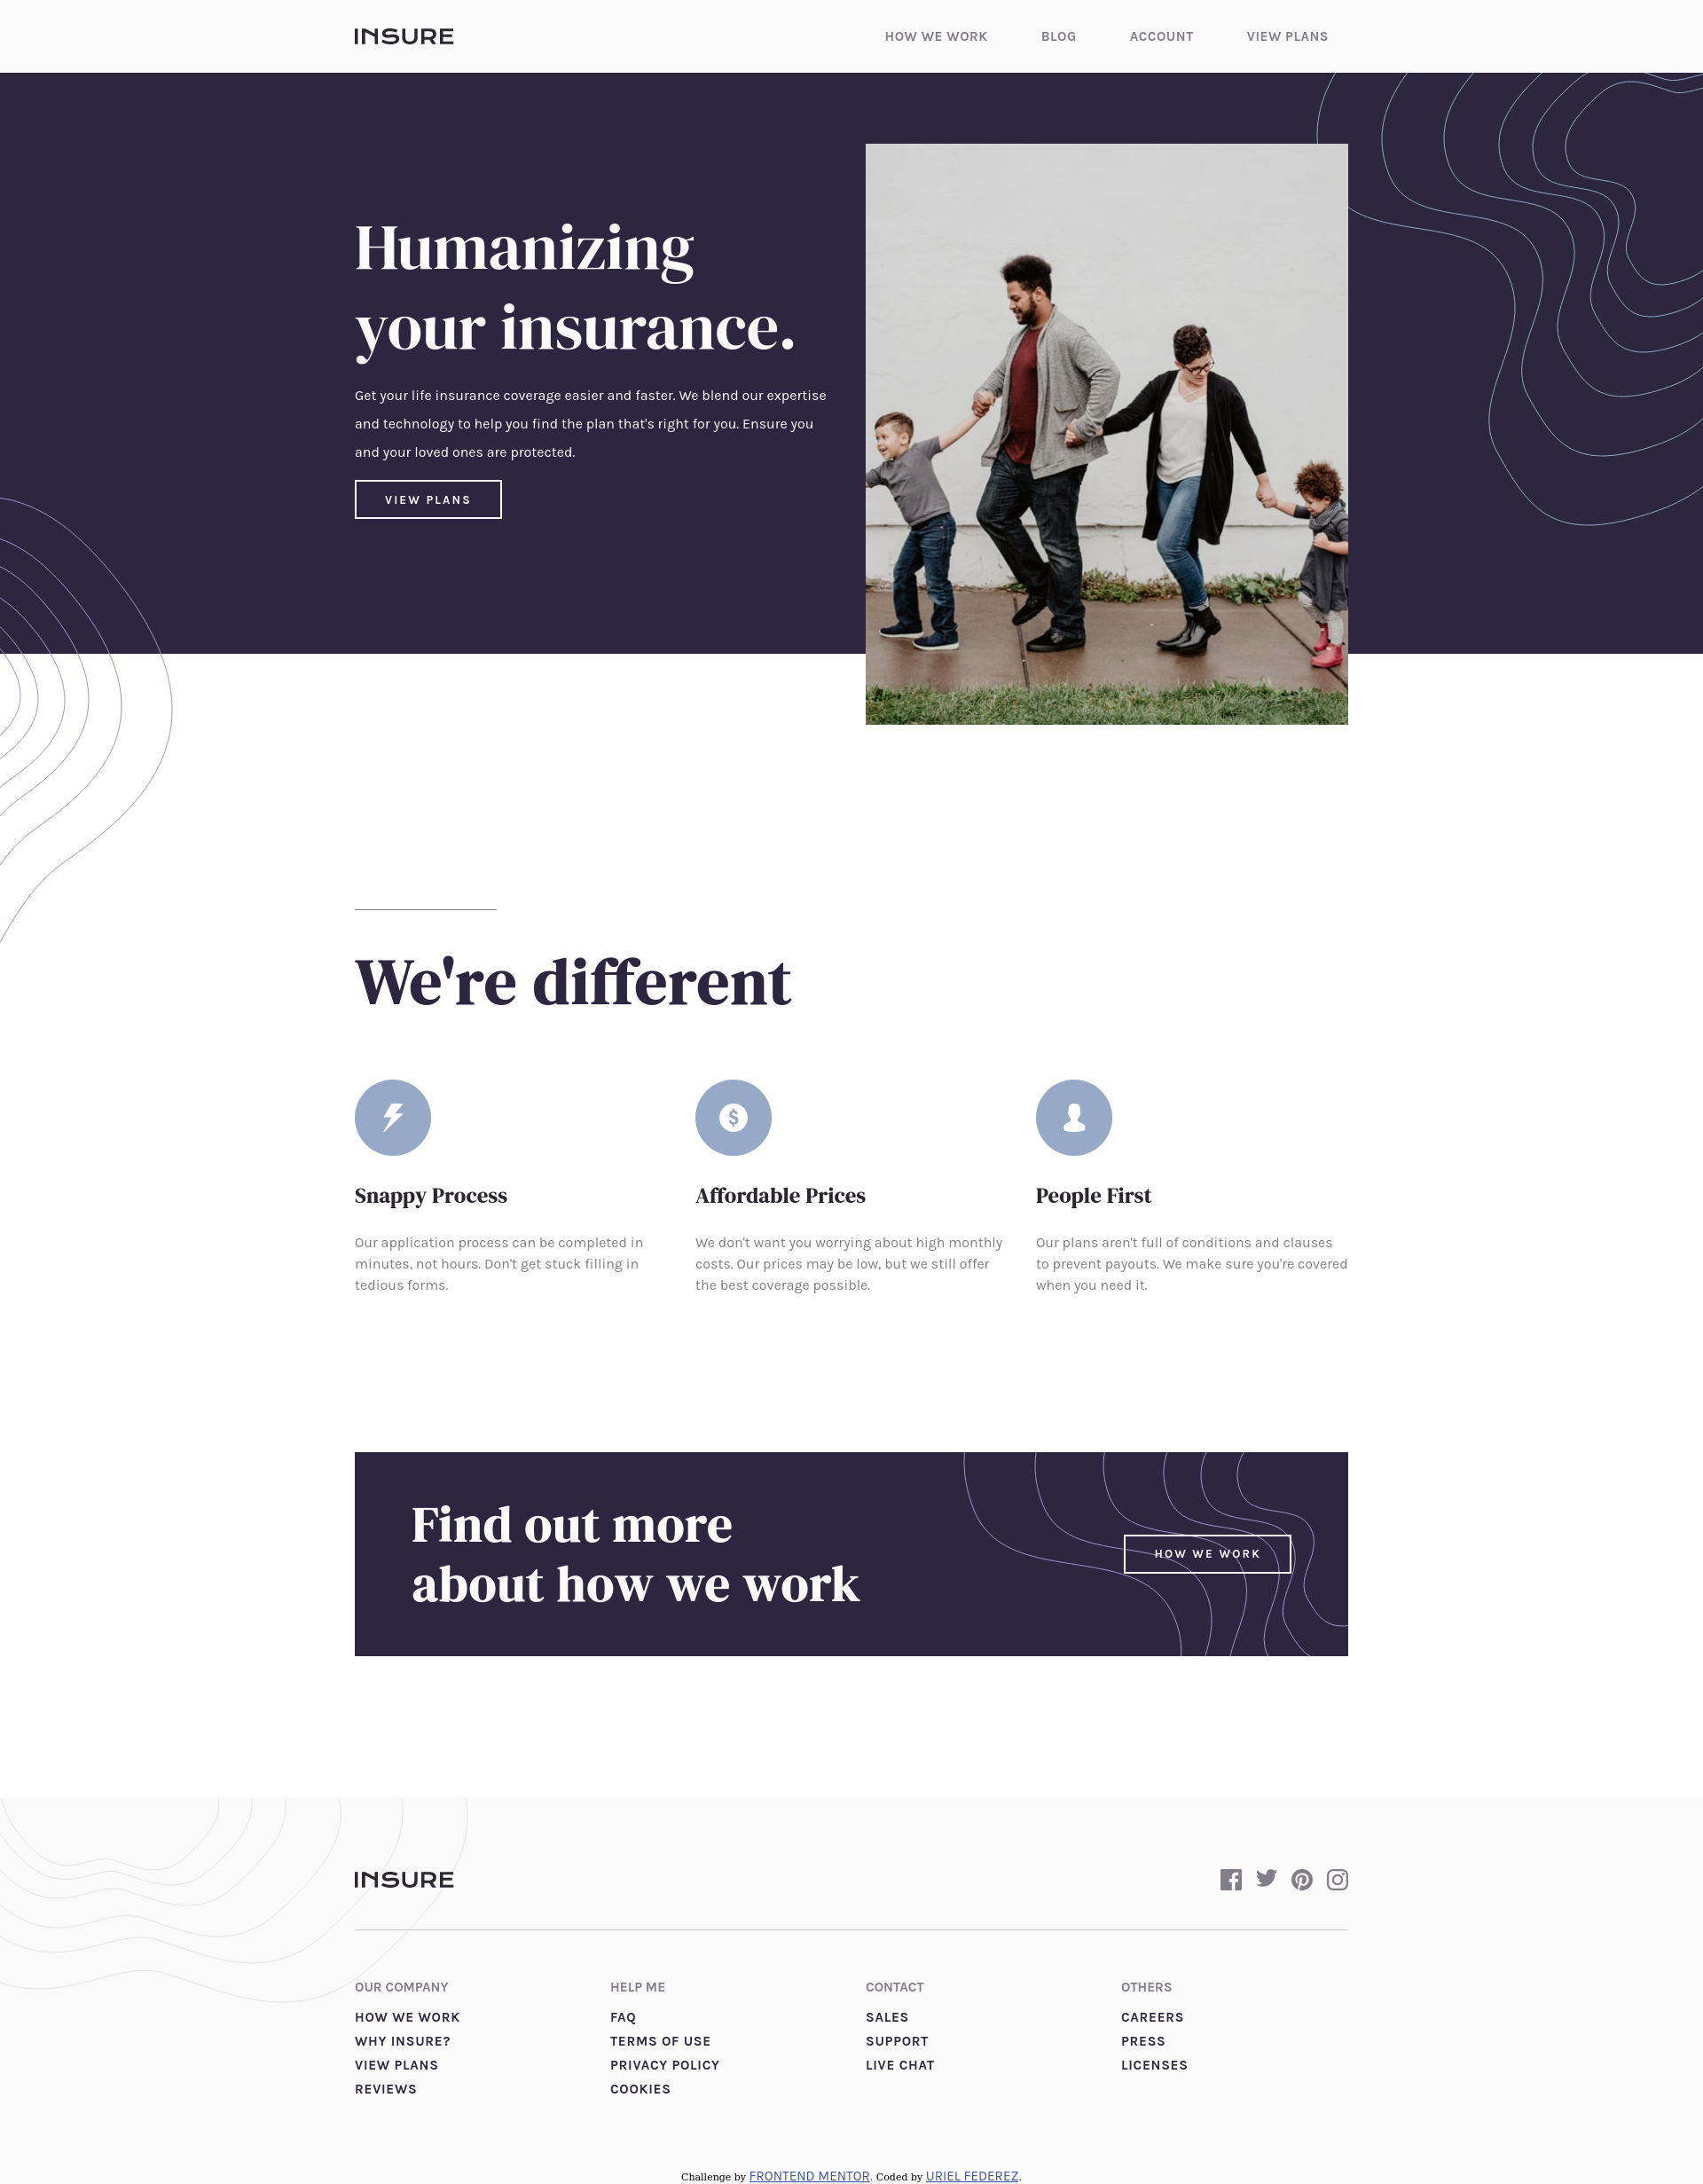 INSURE
HOW WE WORK
BLOG
ACCOUNT
VIEW PLANS
Humanizing
your insurance.
Get your life insurance coverage easier and faster. We blend our expertise
and technology to help you find the plan that's right for you. Ensure you
and your loved ones are protected.
VIEW PLANS
We're different
Snappy Process
Our application process can be completed in
minutes, not hours. Don't get stuck filling in
tedious forms.
Affordable Prices
We don't want you worrying about high monthly
costs. Our prices may be low, but we still offer
the best coverage possible.
People First
Our plans aren't full of conditions and clauses
to prevent payouts. We make sure you're covered
when you need it.
Find out more
about how we work
HOW WE WORK
INSURE
OUR COMPANY
HOW WE WORK
WHY INSURE?
VIEW PLANS
REVIEWS
HELP ME
FAQ
TERMS OF USE
PRIVACY POLICY
COOKIES
CONTACT
SALES
SUPPORT
LIVE CHAT
OTHERS
CAREERS
PRESS
LICENSES
Challenge by FRONTEND MENTOR. Coded by URIEL FEDEREZ.